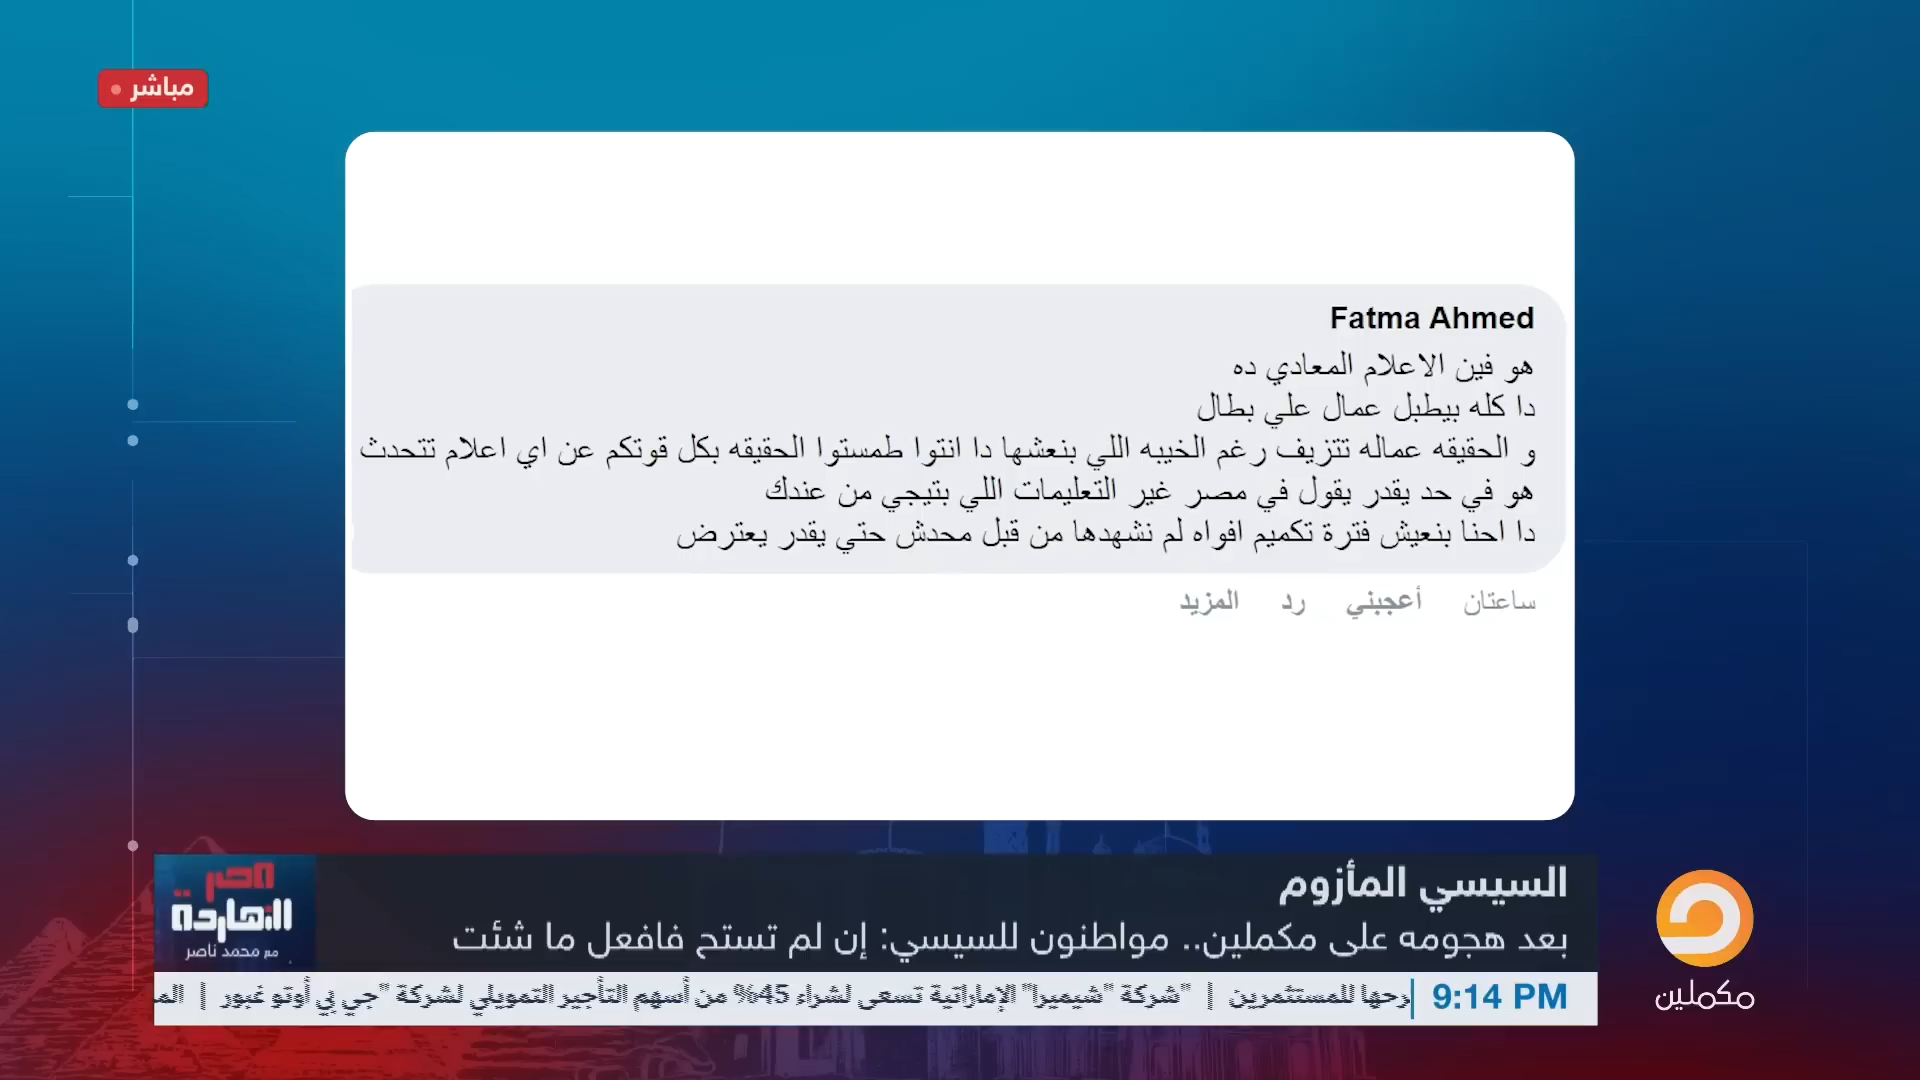 مباشر
Fatma Ahmed
هو فين الاعلام المعادي ده
دا كله بيطبل عمال علي بطال
و الحقيقه عماله تتزيف رغم الخيبه اللي بنعشها دا انتوا طمستوا الحقيقه بكل قوتكم عن اي اعلام تتحدث
هو في حد يقدر يقول في مصر غير التعليمات اللي بتيجي من عندك
دا احنا بنعيش فترة تكميم افواه لم نشهدها من قبل محدش حتي يقدر يعترض
ساعتان أعجبني رد المزيد
السيسي المأزوم
بعد هجومه على مكملين.. مواطنون للسيسي: إن لم تستح فافعل ما شئت
مصر
النهاردة
مع محمد ناصر
9:14 PM
للمستثمرين | "شركة "شيميرا" الإماراتية تسعى لشراء 45% من أسهم التأجير التمويلي لشركة "جي بي أوتو غبور |
مكملين